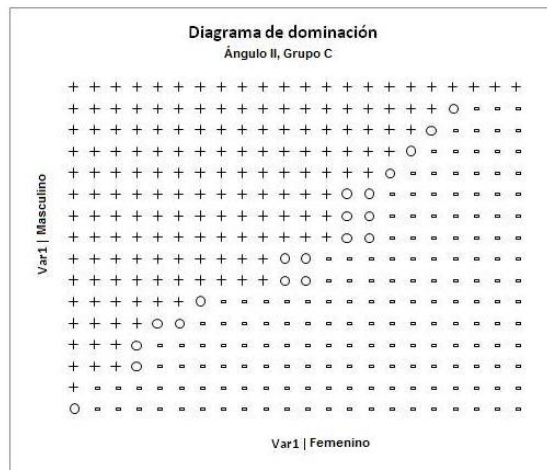 Diagrama de dominación
Ángulo II, Grupo C
Var1 | Masculino
Var1 | Femenino